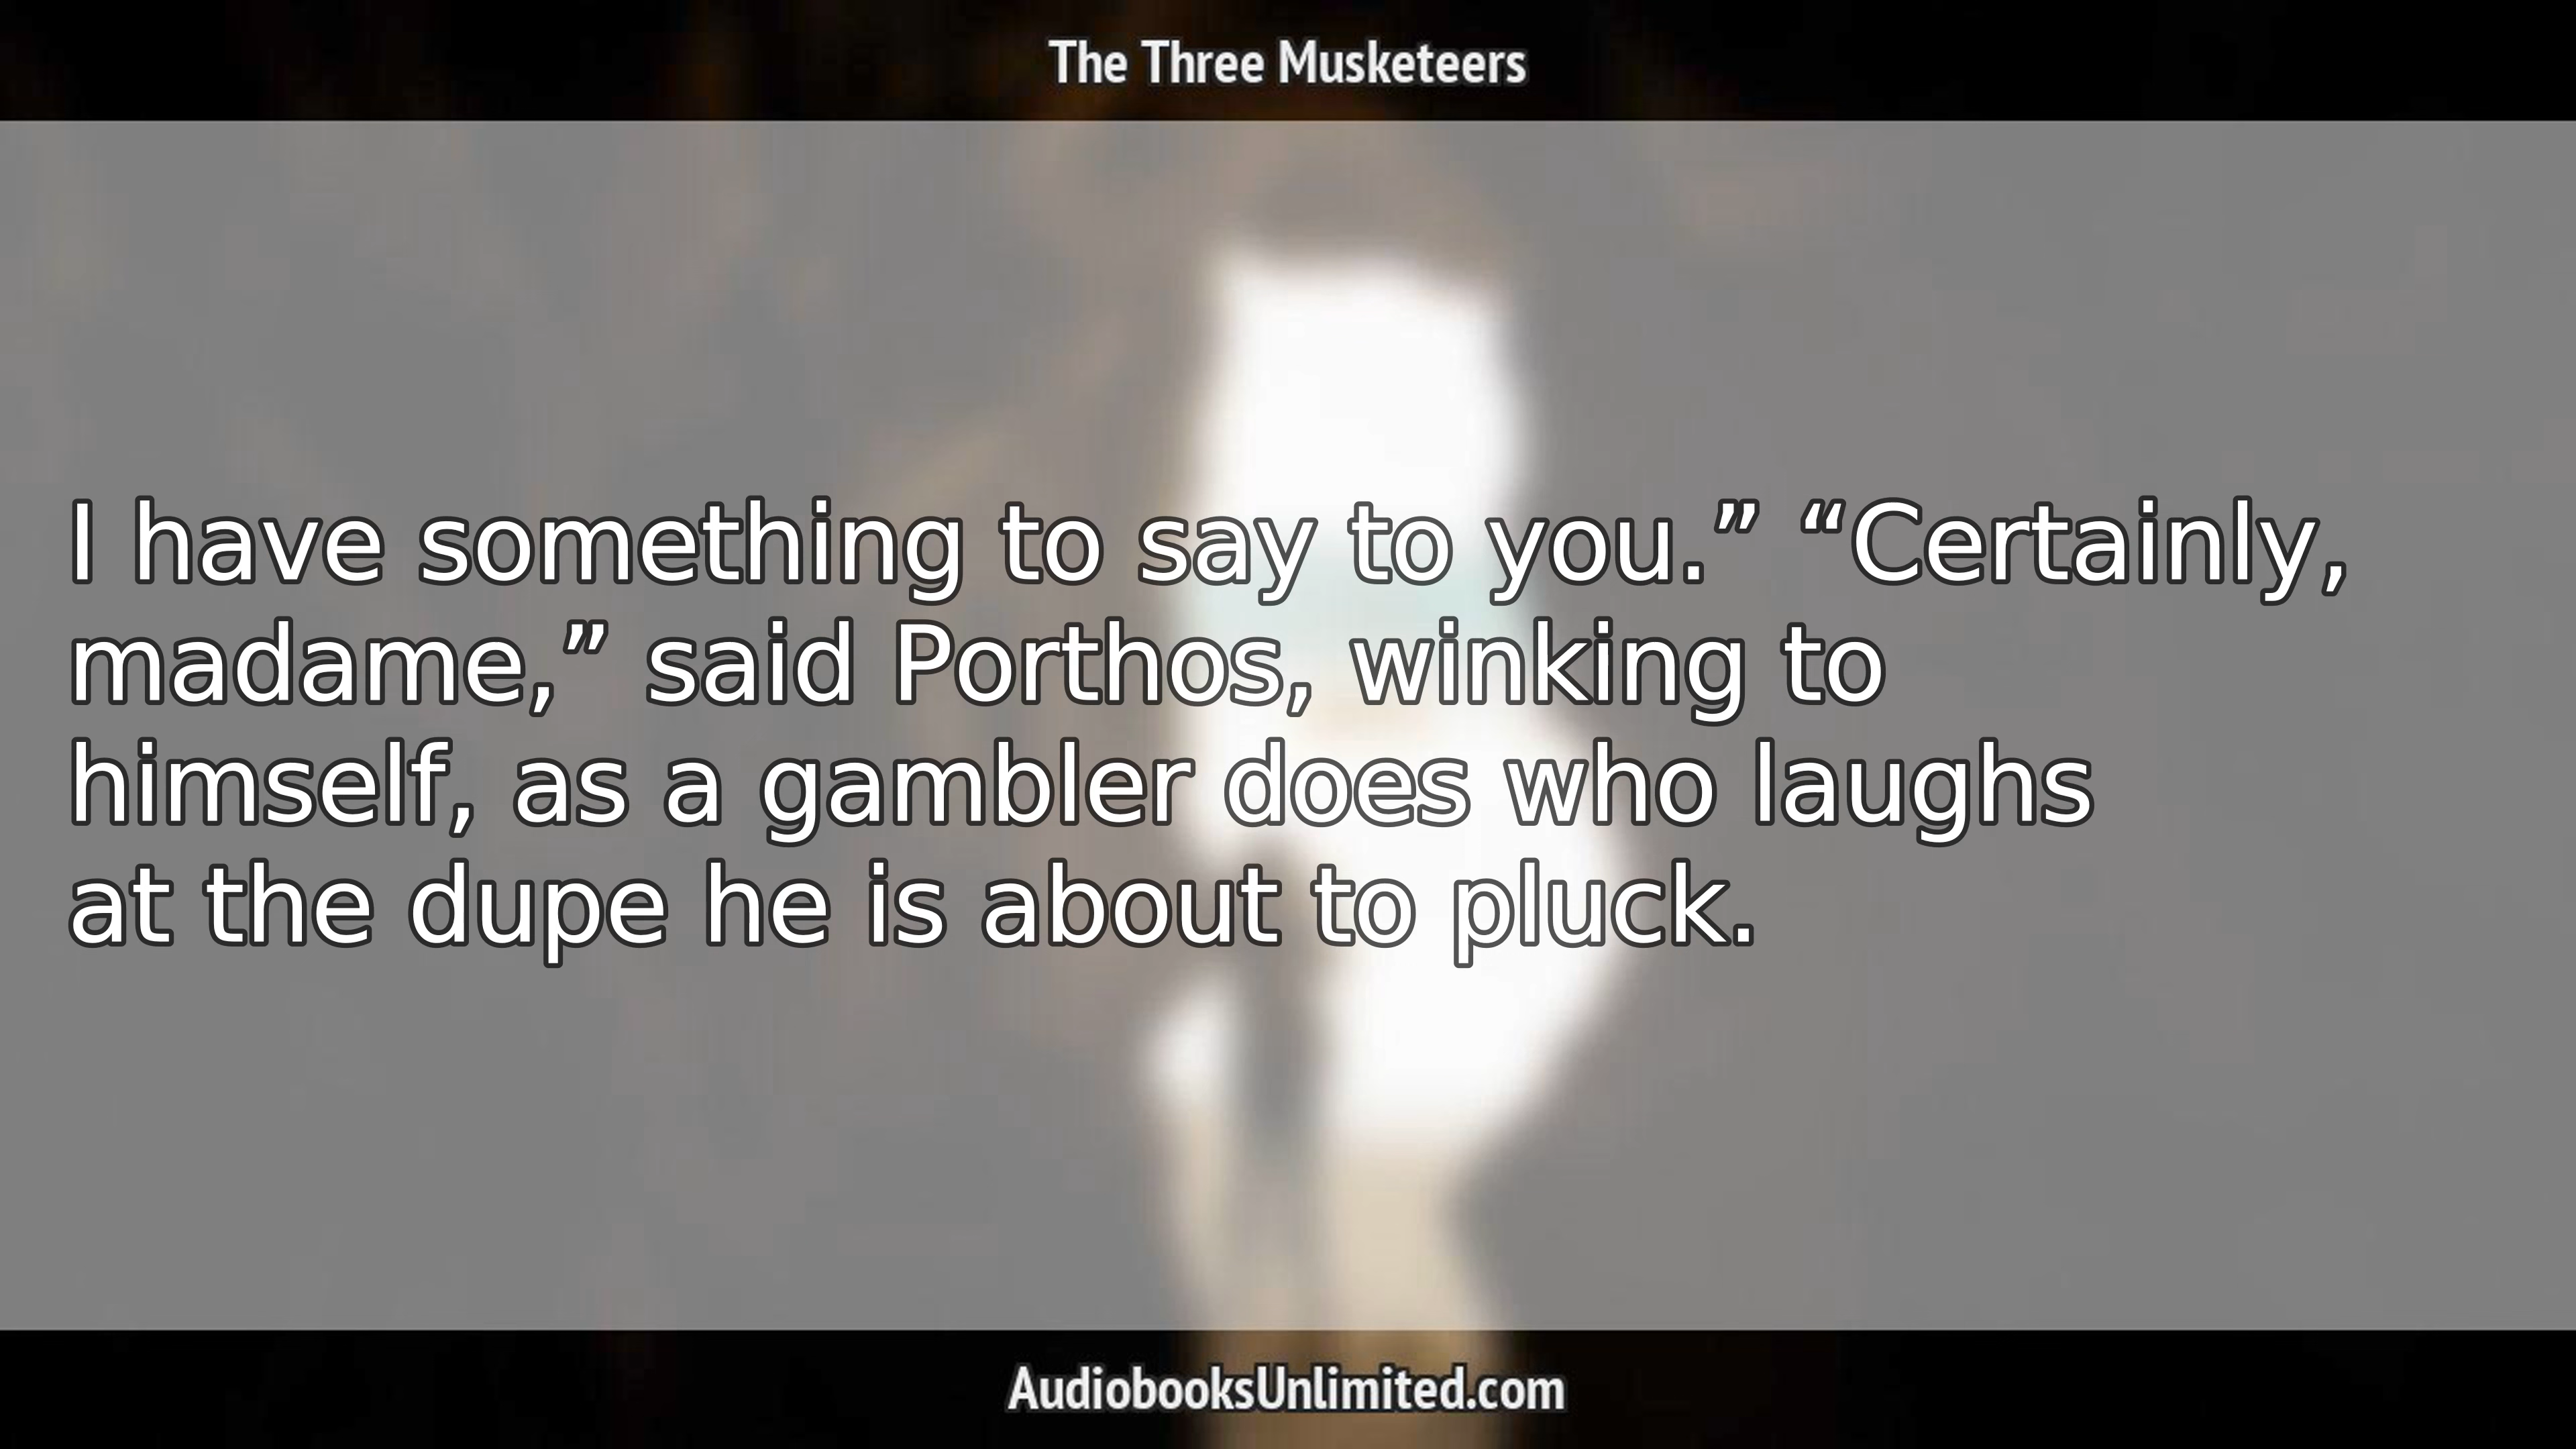 The Three Musketeers
I have something to say to you.” “Certainly,
madame,” said Porthos, winking to
himself, as a gambler does who laughs
at the dupe he is about to pluck.
AudiobooksUnlimited.com